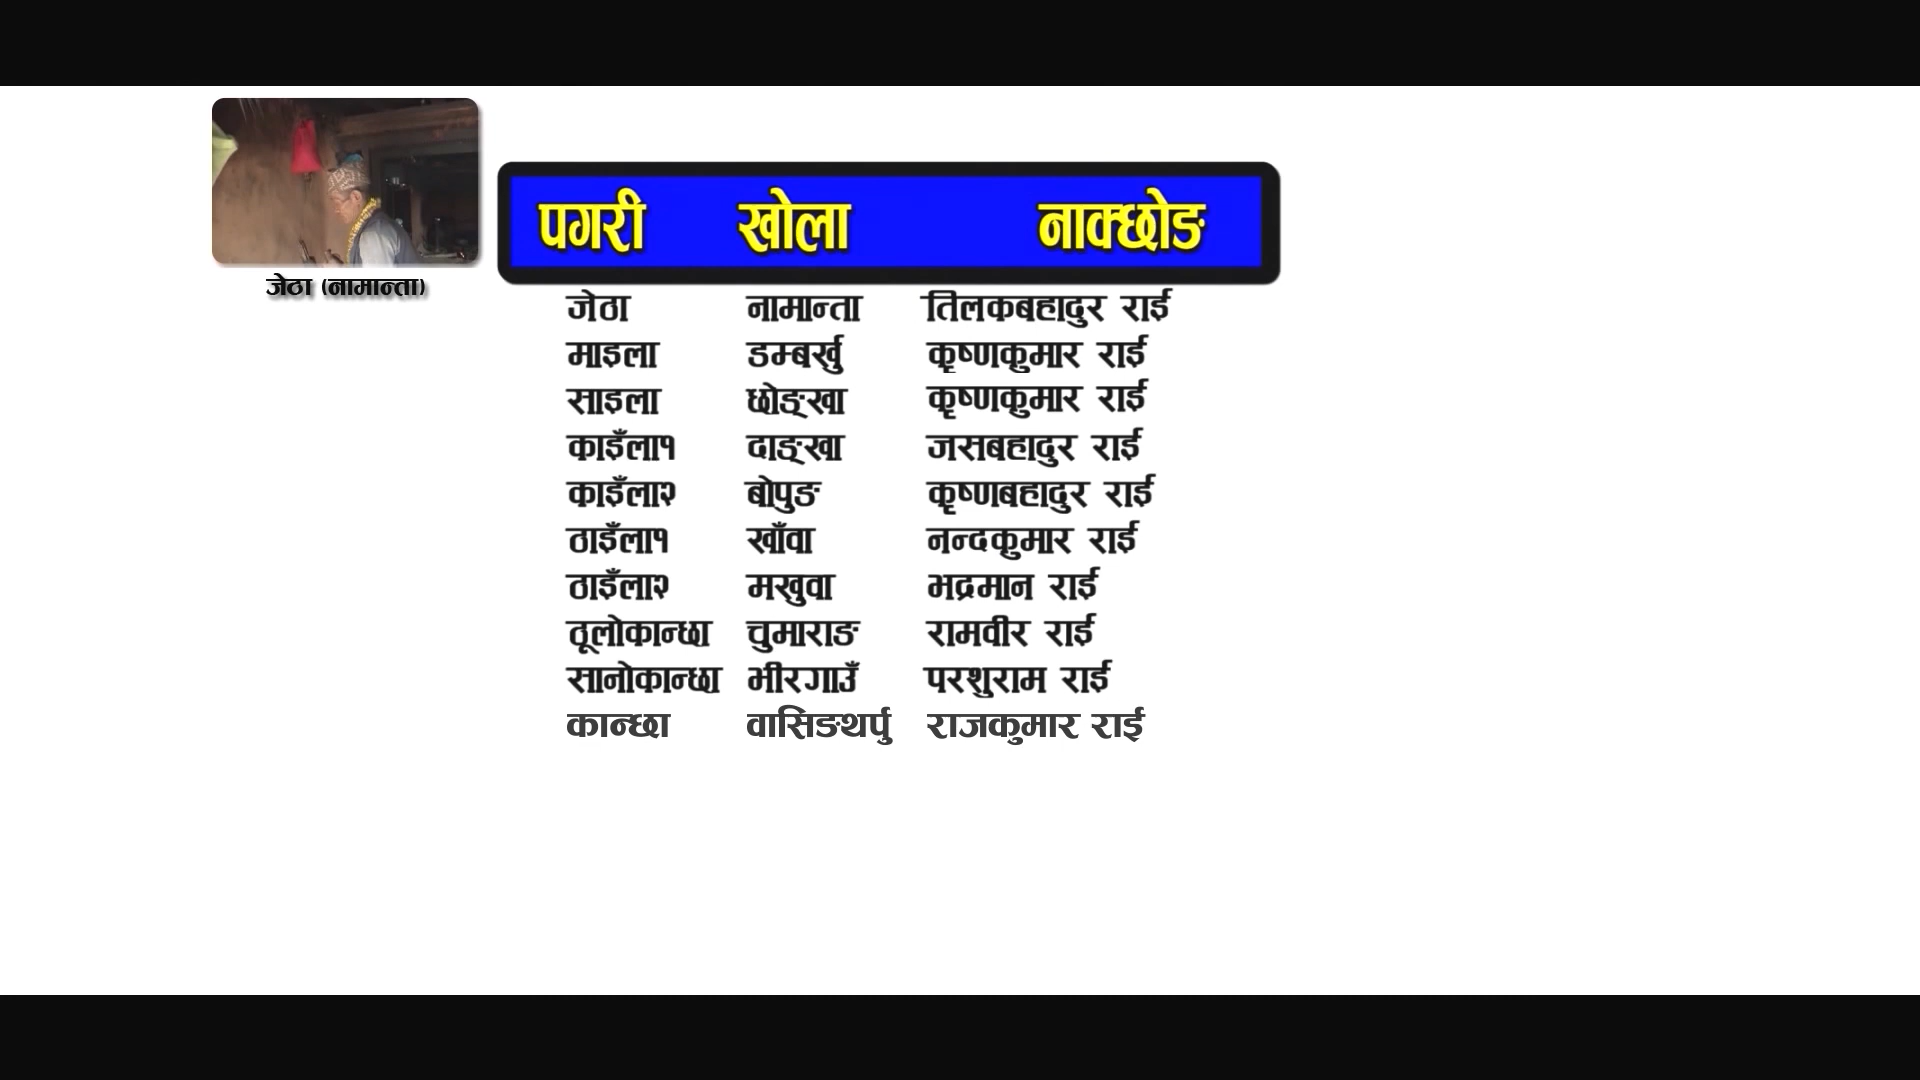 जेठा (नामान्ता)
पगरी खोला नाक्छोङ
जेठा नामान्ता तिलकबहादुर राई
माइला डम्बर्खु कृष्णकुमार राई
साइला छोङ्खा कृष्णकुमार राई
काइँला१ दाङ्खा जसबहादुर राई
काइँला२ बोपुङ कृष्णबहादुर राई
ठाइँला१ खाँवा नन्दकुमार राई
ठाइँला२ मखुवा भद्रमान राई
ठूलोकान्छा चुमाराङ रामवीर राई
सानोकान्छा भीरगाउँ परशुराम राई
कान्छा वासिङथर्पु राजकुमार राई